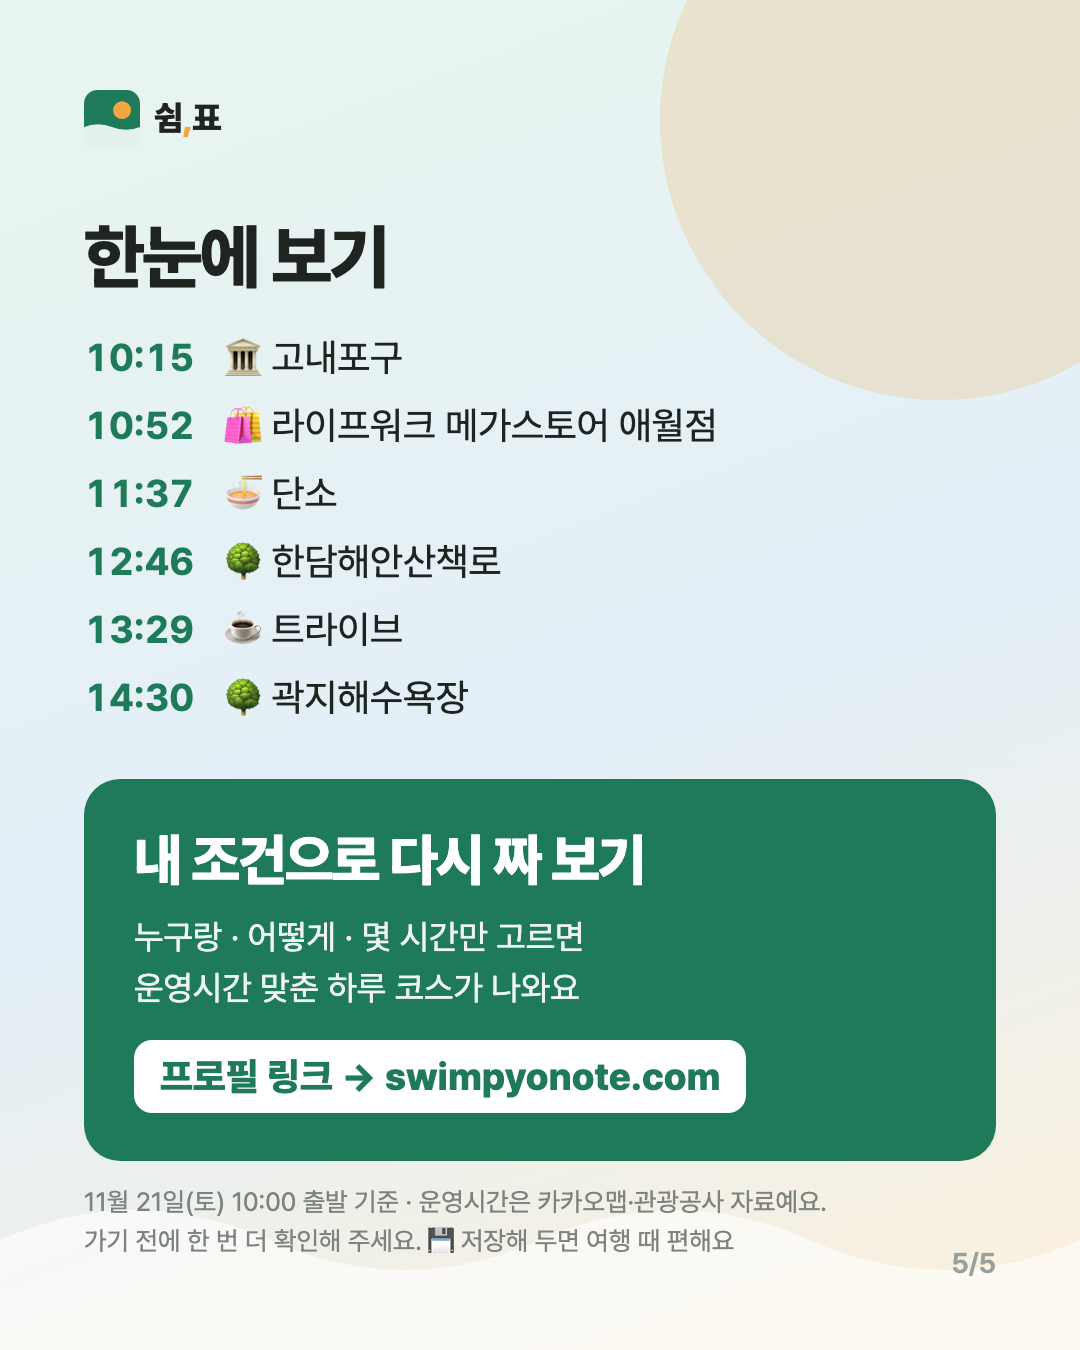 쉼,표
한눈에 보기
10:15 🏛️ 고내포구
10:52 🛍️ 라이프워크 메가스토어 애월점
11:37 🍜 단소
12:46 🌳 한담해안산책로
13:29 ☕ 트라이브
14:30 🌳 곽지해수욕장
내 조건으로 다시 짜 보기
누구랑 · 어떻게 · 몇 시간만 고르면
운영시간 맞춘 하루 코스가 나와요
프로필 링크 → swimpyonote.com
11월 21일(토) 10:00 출발 기준 · 운영시간은 카카오맵·관광공사 자료예요.
가기 전에 한 번 더 확인해 주세요. 💾 저장해 두면 여행 때 편해요
5/5